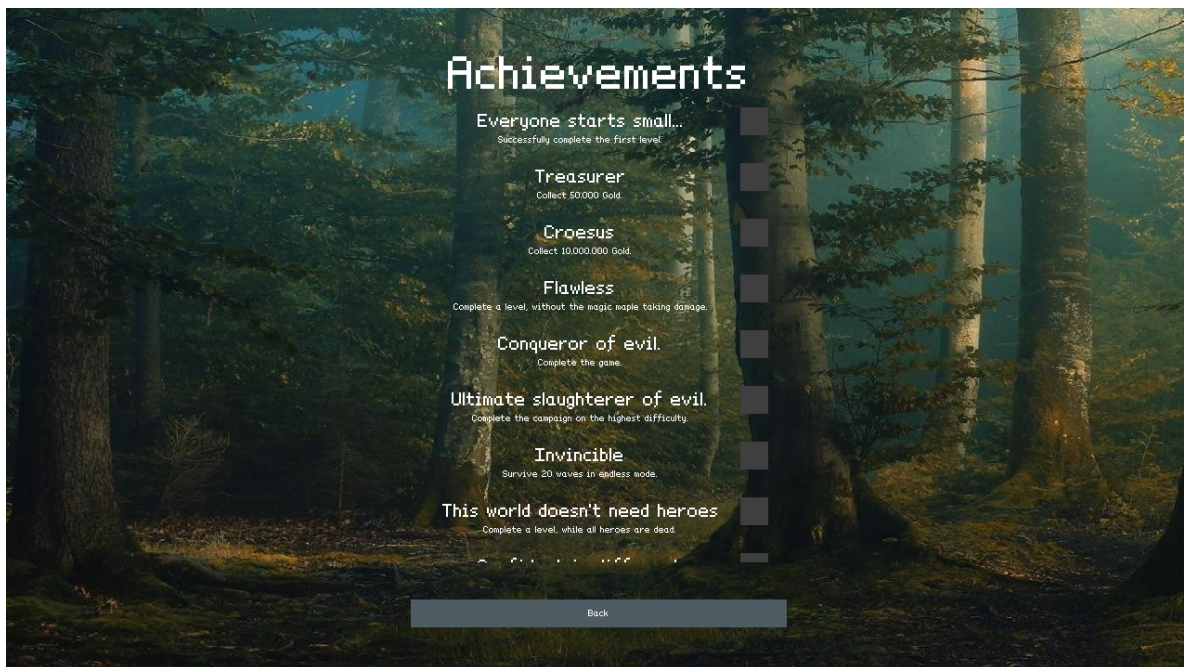 Achievements
Everyone starts small...
Successfully complete the first level.
Treasurer
Collect 50.000 Gold.
Croesus
Collect 10.000.000 Gold.
Flawless
Complete a level, without the magic maple taking damage.
Conqueror of evil.
Complete the game.
Ultimate slaughterer of evil.
Complete the campaign on the highest difficulty.
Invincible
Survive 20 waves in endless mode.
This world doesn't need heroes
Complete a level, while all heroes are dead.
Back